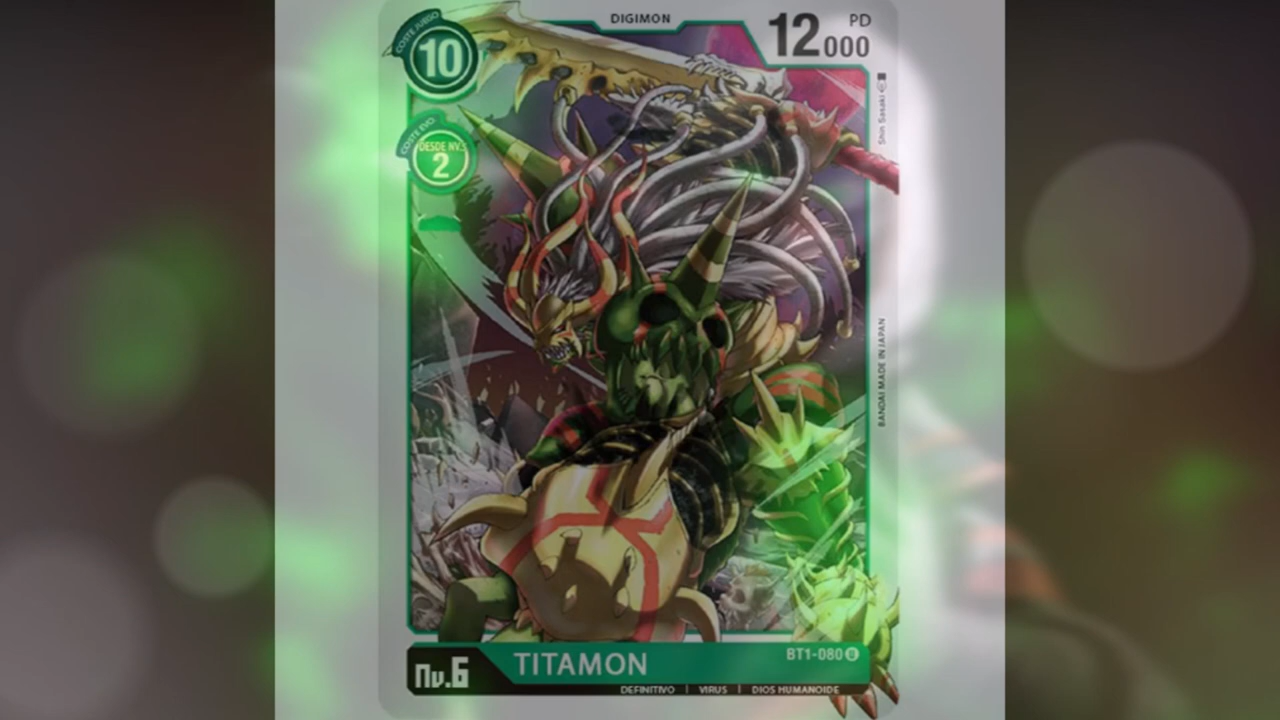 DIGIMON
COSTE JUEGO
10
12000 PD
COSTE EVO
DESDE NV.5
2
Shin Sasaki
BANDAI MADE IN JAPAN
Nv.6
TITAMON
BT1-080 U
DEFINITIVO | VIRUS | DIOS HUMANOIDE